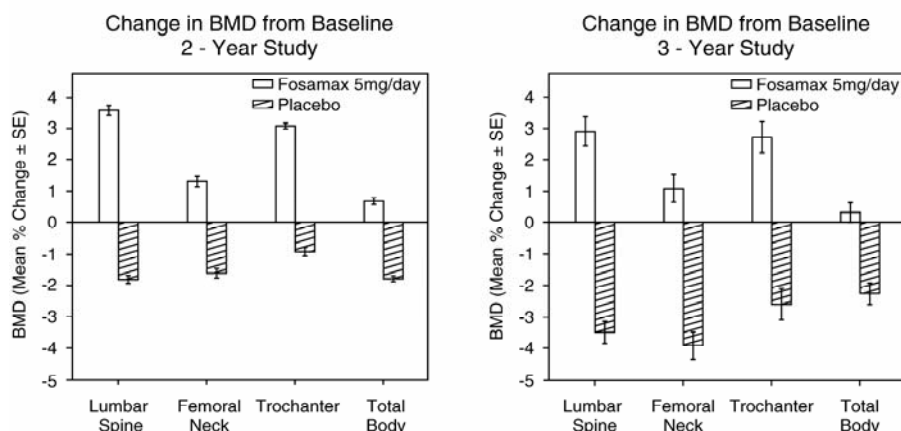 Change in BMD from Baseline
2 - Year Study
Fosamax 5mg/day
Placebo
BMD (Mean % Change ± SE)
4
3
2
1
0
-1
-2
-3
-4
-5
Lumbar Spine
Femoral Neck
Trochanter
Total Body
Change in BMD from Baseline
3 - Year Study
Fosamax 5mg/day
Placebo
BMD (Mean % Change ± SE)
4
3
2
1
0
-1
-2
-3
-4
-5
Lumbar Spine
Femoral Neck
Trochanter
Total Body